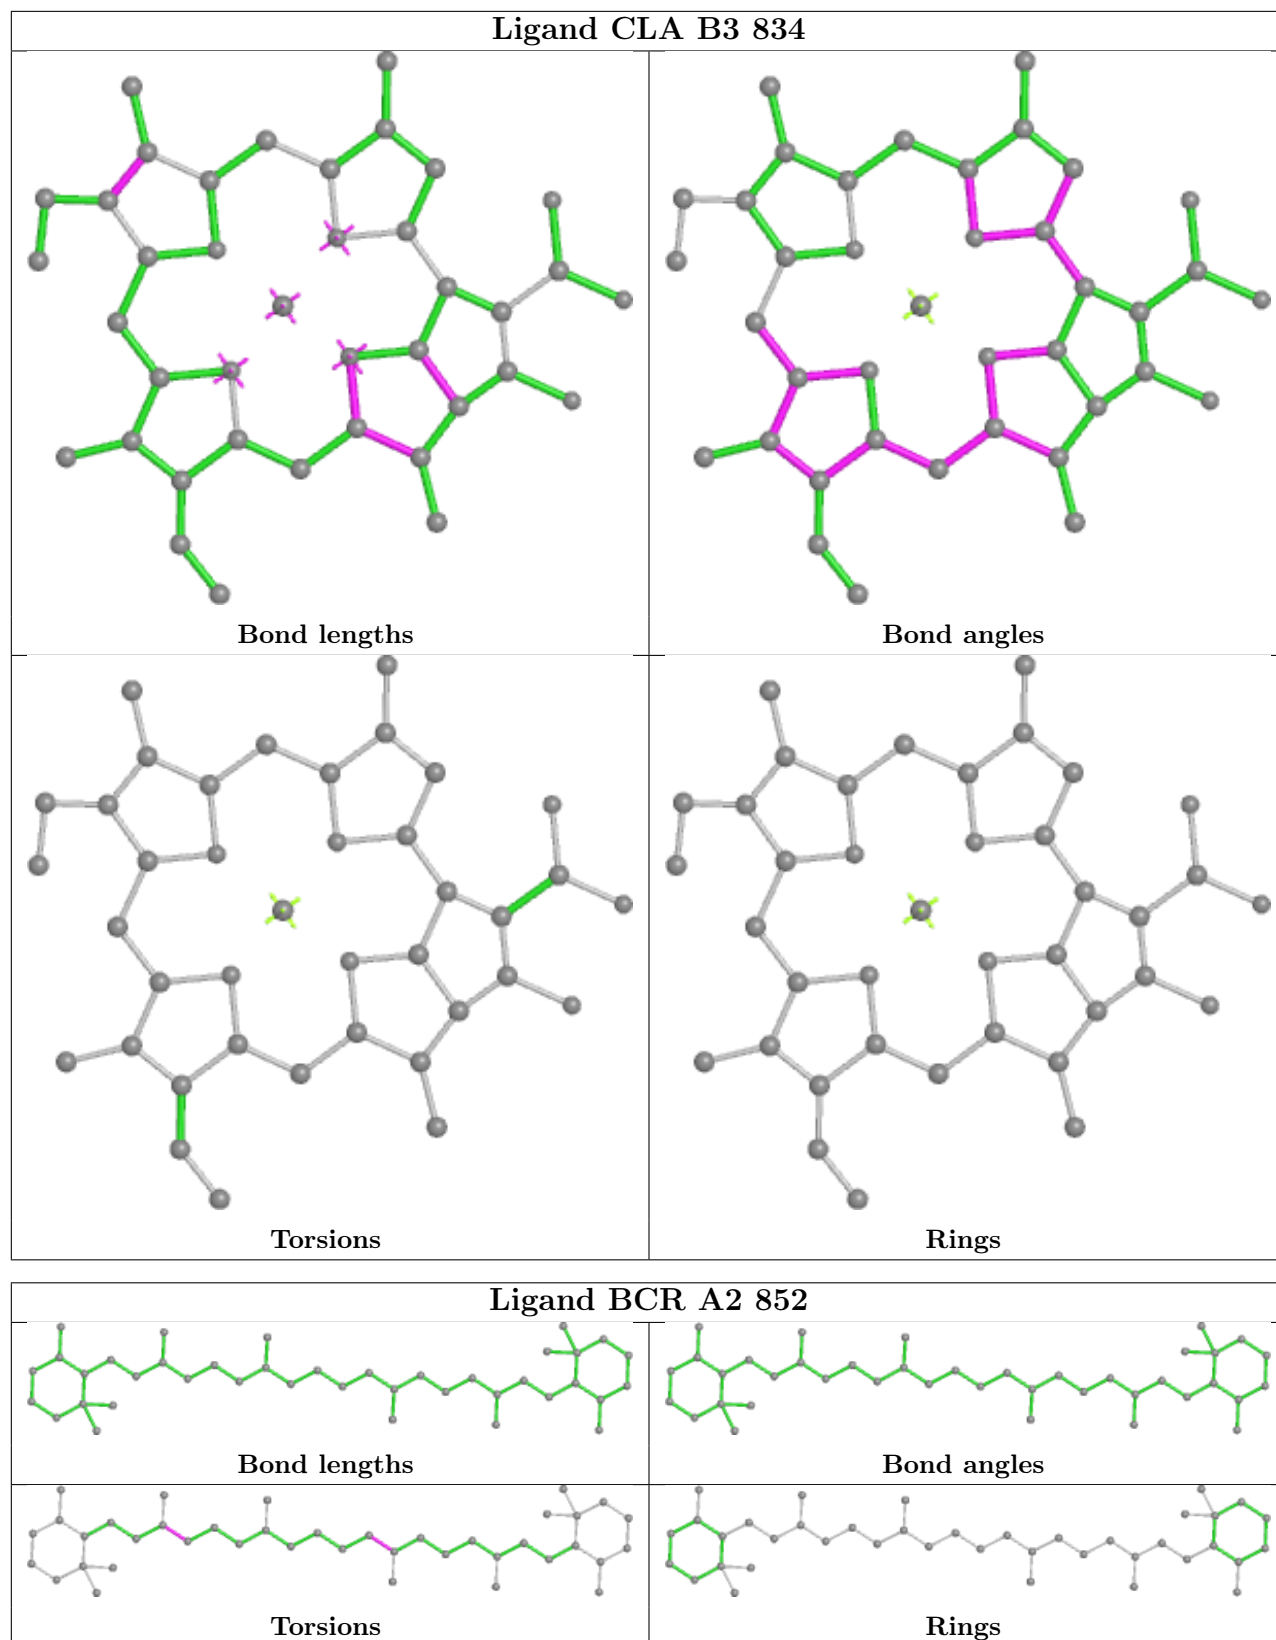 Ligand CLA B3 834
Bond lengths
Bond angles
Torsions
Rings
Ligand BCR A2 852
Bond lengths
Bond angles
Torsions
Rings